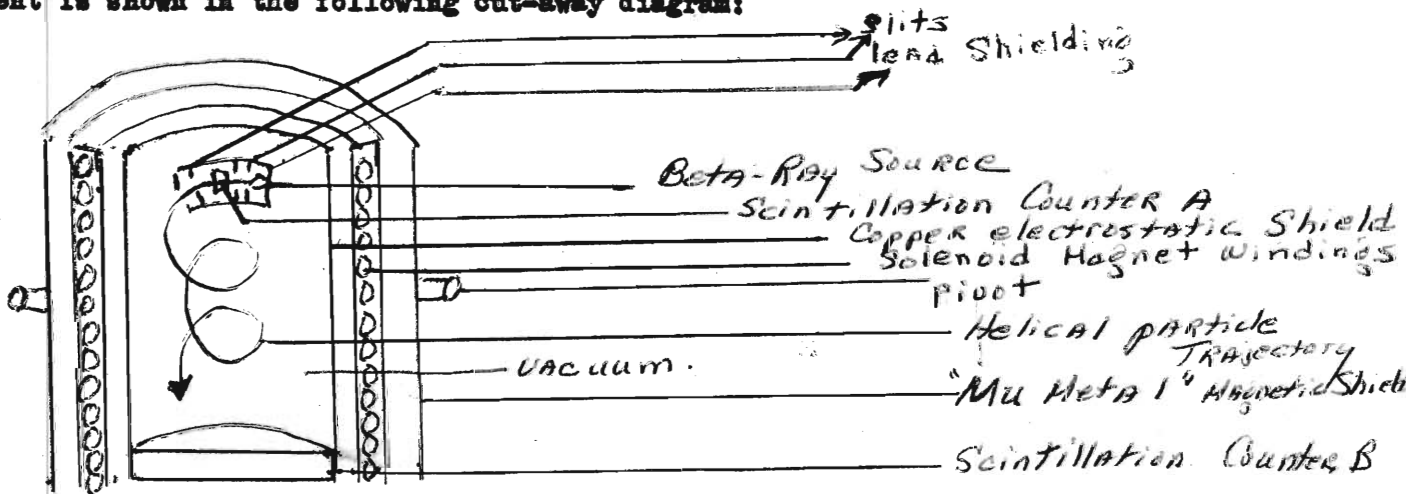 ent is shown in the following cut-away diagram:
slits
lead Shielding
Beta-Ray Source
Scintillation Counter A
Copper electrostatic Shield
Solenoid Magnet Windings
pivot
Helical particle
Trajectory
VACUUM.
"Mu Metal" Magnetic Shiel
Scintillation Counter B